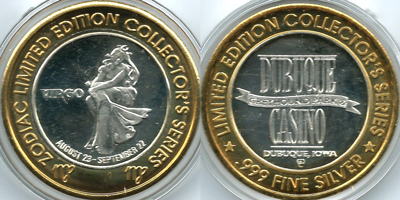 ZODIAC LIMITED EDITION COLLECTOR'S SERIES
VIRGO
AUGUST 23 - SEPTEMBER 22
LIMITED EDITION COLLECTOR'S SERIES
DUBUQUE
GREYHOUND PARK &
CASINO
DUBUQUE, IOWA
.999 FINE SILVER